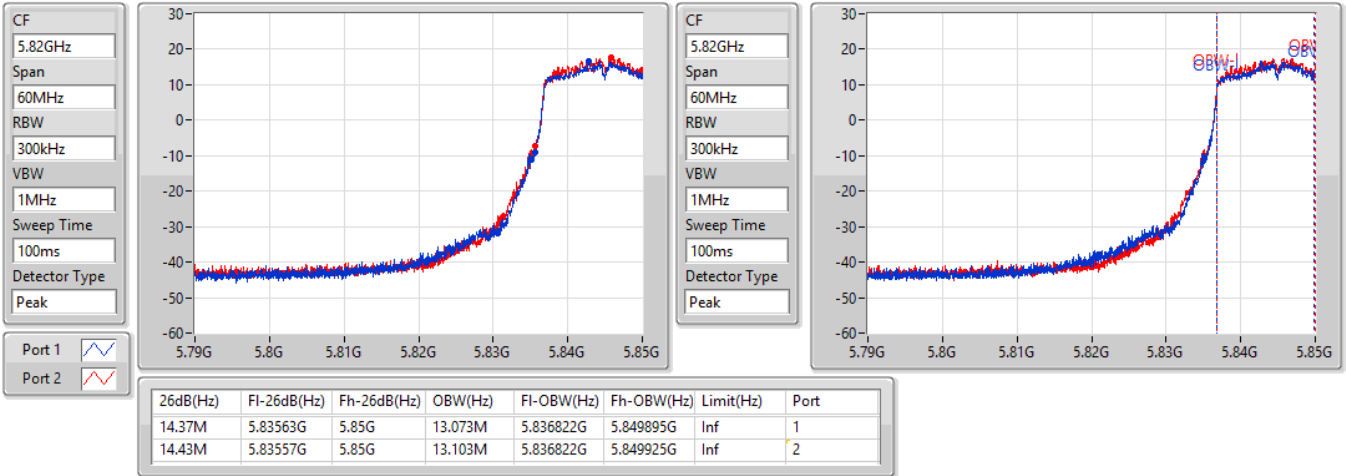 CF
5.82GHz
Span
60MHz
RBW
300kHz
VBW
1MHz
Sweep Time
100ms
Detector Type
Peak
Port 1
Port 2
30
20
10
0
-10
-20
-30
-40
-50
-60
5.79G 5.8G 5.81G 5.82G 5.83G 5.84G 5.85G
CF
5.82GHz
Span
60MHz
RBW
300kHz
VBW
1MHz
Sweep Time
100ms
Detector Type
Peak
30
20
10
0
-10
-20
-30
-40
-50
-60
5.79G 5.8G 5.81G 5.82G 5.83G 5.84G 5.85G
26dB(Hz) Fl-26dB(Hz) Fh-26dB(Hz) OBW(Hz) Fl-OBW(Hz) Fh-OBW(Hz) Limit(Hz) Port
14.37M 5.83563G 5.85G 13.073M 5.836822G 5.849895G Inf 1
14.43M 5.83557G 5.85G 13.103M 5.836822G 5.849925G Inf 2